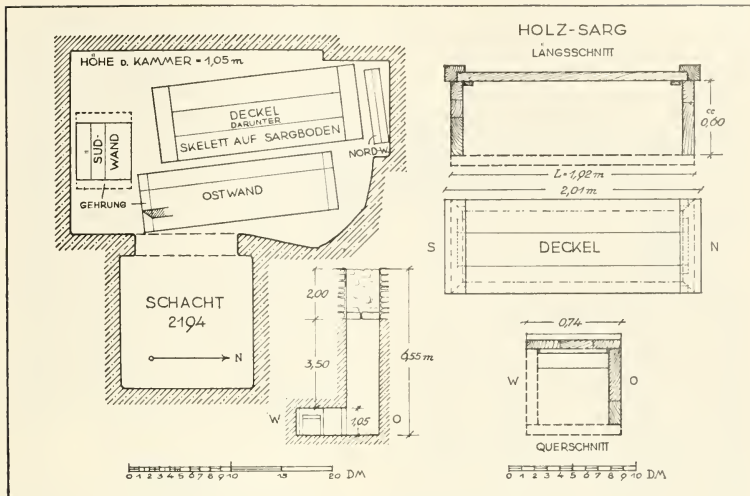 HÖHE D. KAMMER = 1,05 m
DECKEL
DARUNTER
SKELETT AUF SARGBODEN
NORDW.
SÜD-
WAND
GEHRUNG
OSTWAND
SCHACHT
2194
N
2,00
3,50
6,55 m
1,05
W
O
0 1 2 3 4 5 6 7 8 9 10 15 20 DM
HOLZ-SARG
LÄNGSSCHNITT
cc
0,60
L = 1,92 m
2,01 m
S
DECKEL
N
0,74
W
O
QUERSCHNITT
0 1 2 3 4 5 6 7 8 9 10 DM